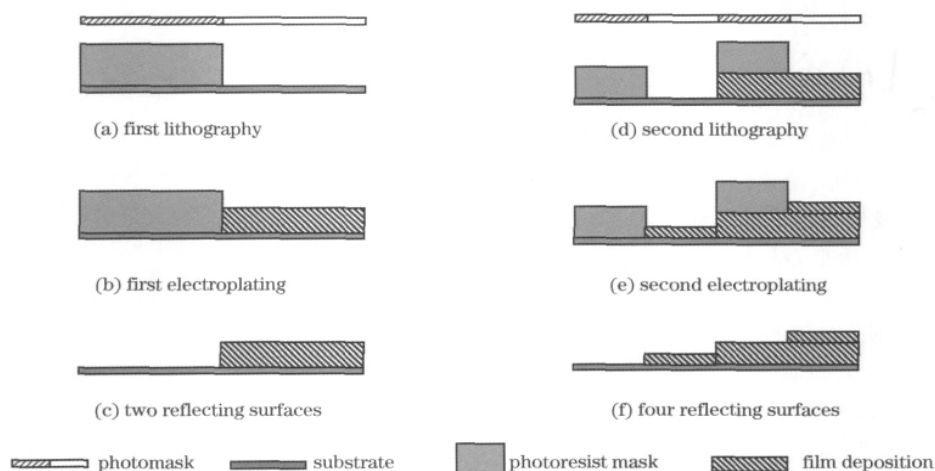 (a) first lithography
(b) first electroplating
(c) two reflecting surfaces
(d) second lithography
(e) second electroplating
(f) four reflecting surfaces
photomask substrate photoresist mask film deposition